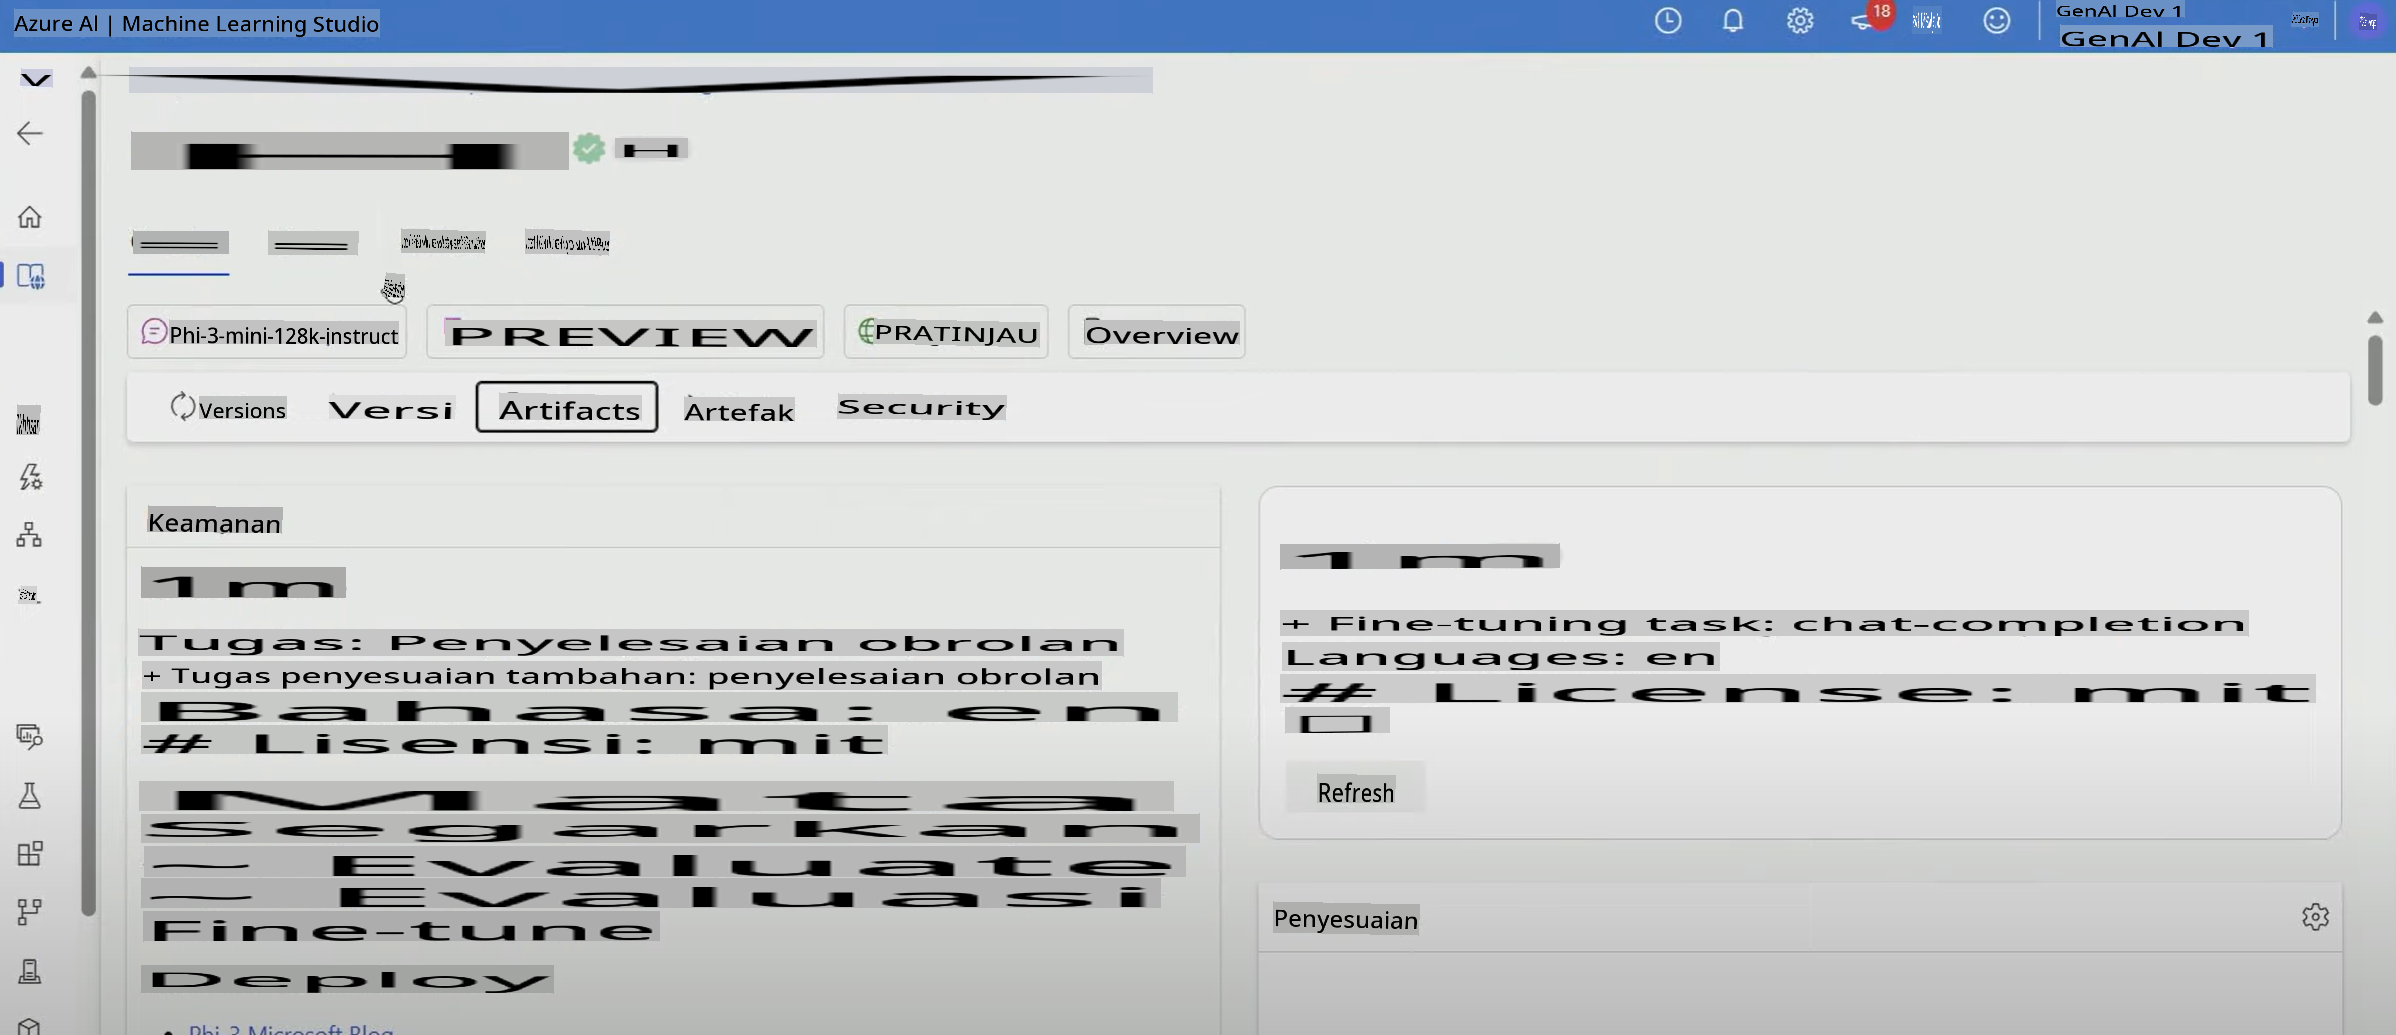 Azure AI | Machine Learning Studio
18
GenAI Dev 1
GenAI Dev 1
Phi-3-mini-128k-instruct
PREVIEW
PRATINJAU
Overview
Versions
Versi
Artifacts
Artefak
Security
Keamanan
1 m
Tugas: Penyelesaian obrolan
+ Tugas penyesuaian tambahan: penyelesaian obrolan
Bahasa: en
# Lisensi: mit
Mata
Segarkan
~ Evaluate
~ Evaluasi
Fine-tune
Deploy
Phi-3 Microsoft Blog
1 m
+ Fine-tuning task: chat-completion
Languages: en
# License: mit
Refresh
Penyesuaian